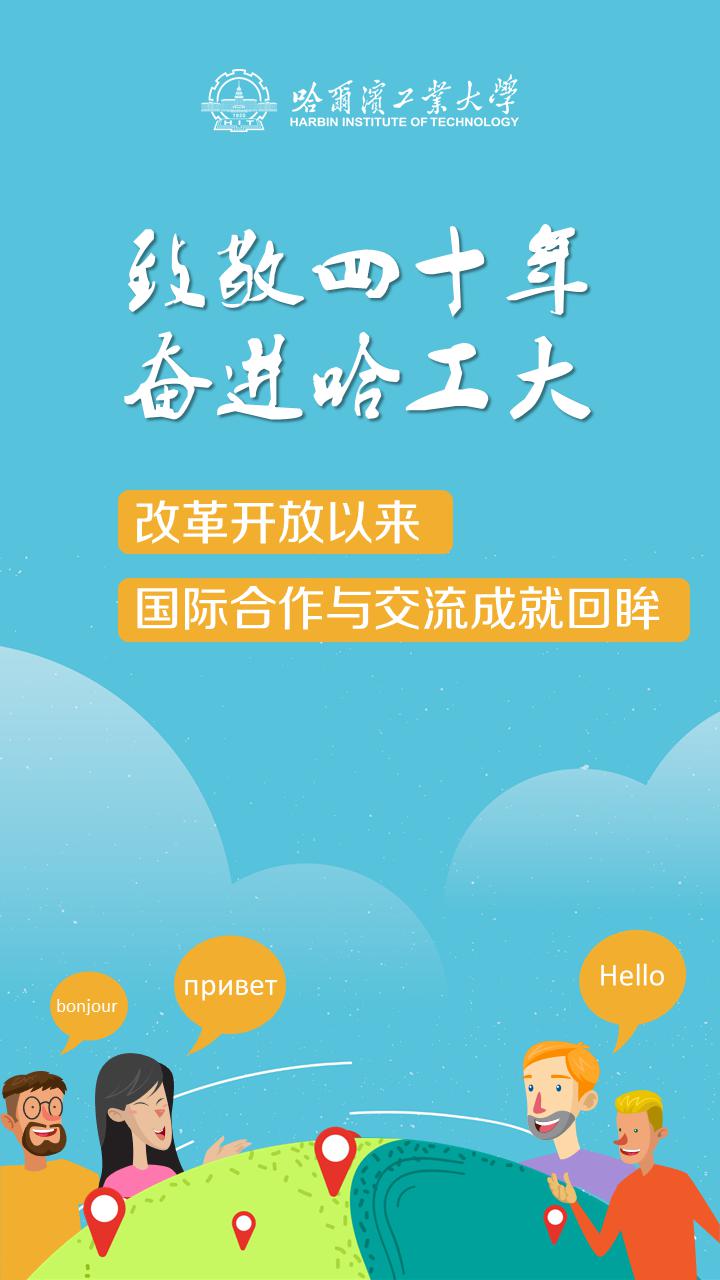 哈爾濱工業大學
HARBIN INSTITUTE OF TECHNOLOGY
1920
HIT
致敬四十年
奋进哈工大
改革开放以来
国际合作与交流成就回眸
bonjour
привет
Hello